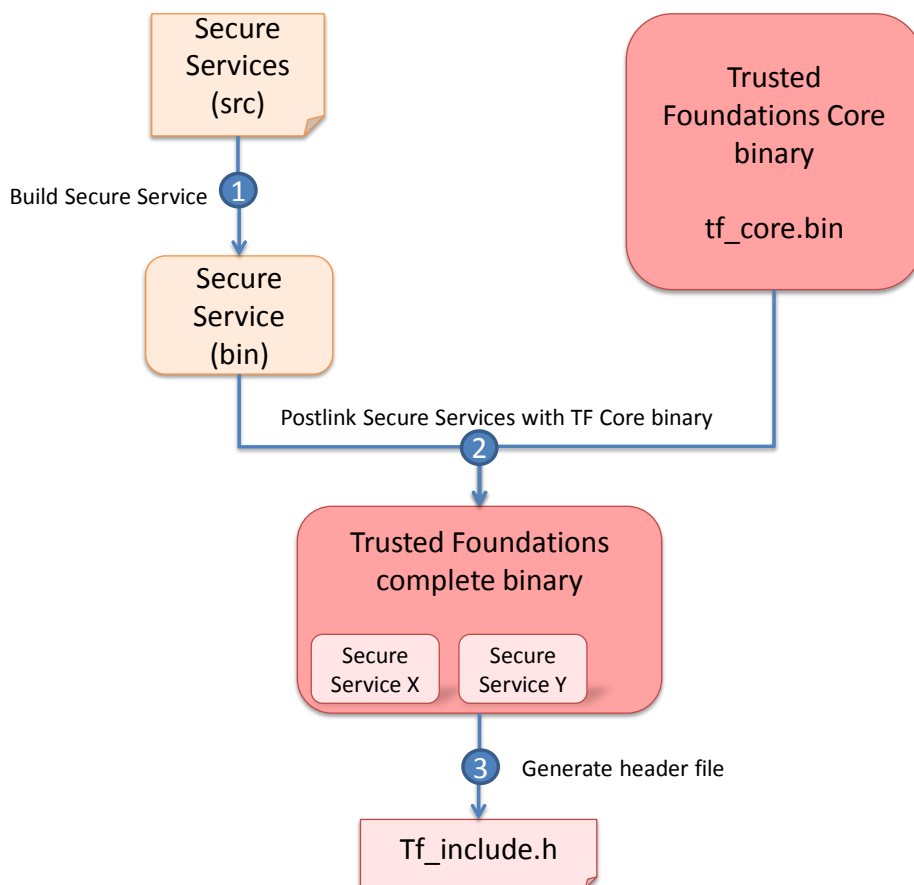 Secure
Services
(src)
Trusted
Foundations Core
binary
tf_core.bin
1
Build Secure Service
Secure
Service
(bin)
Postlink Secure Services with TF Core binary
2
Trusted Foundations
complete binary
Secure
Service X
Secure
Service Y
3
Generate header file
Tf_include.h